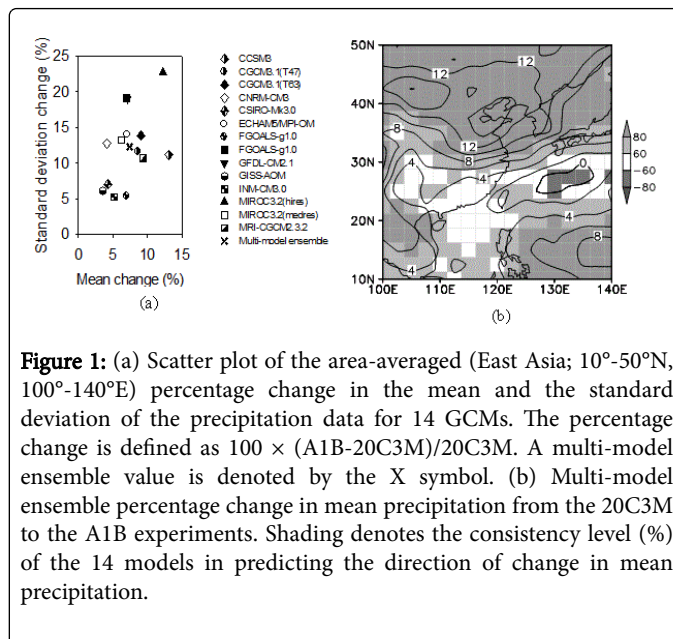 Standard deviation change (%)
25
20
15
10
5
0
0
5
10
15
Mean change (%)
(a)
CCSM3
CGCM3.1(T47)
CGCM3.1(T63)
CNRM-CM3
CSIRO-Mk3.0
ECHAM5/MPI-OM
FGOALS-g1.0
FGOALS-g1.0
GFDL-CM2.1
GISS-AOM
INM-CM3.0
MIROC3.2(hires)
MIROC3.2(medres)
MRI-CGCM2.3.2
Multi-model ensemble
50N
40N
30N
20N
10N
100E
110E
120E
130E
140E
12
12
12
8
8
4
4
0
4
8
4
80
60
-60
-80
(b)
Figure 1: (a) Scatter plot of the area-averaged (East Asia; 10°-50°N,
100°-140°E) percentage change in the mean and the standard
deviation of the precipitation data for 14 GCMs. The percentage
change is defined as 100 × (A1B-20C3M)/20C3M. A multi-model
ensemble value is denoted by the X symbol. (b) Multi-model
ensemble percentage change in mean precipitation from the 20C3M
to the A1B experiments. Shading denotes the consistency level (%)
of the 14 models in predicting the direction of change in mean
precipitation.